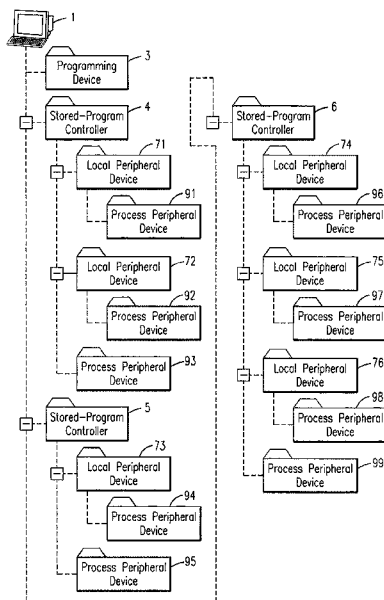 1
3
Programming
Device
4
Stored-Program
Controller
71
Local Peripheral
Device
91
Process Peripheral
Device
72
Local Peripheral
Device
92
Process Peripheral
Device
93
Process Peripheral
Device
5
Stored-Program
Controller
73
Local Peripheral
Device
94
Process Peripheral
Device
95
Process Peripheral
Device
6
Stored-Program
Controller
74
Local Peripheral
Device
96
Process Peripheral
Device
75
Local Peripheral
Device
97
Process Peripheral
Device
76
Local Peripheral
Device
98
Process Peripheral
Device
99
Process Peripheral
Device